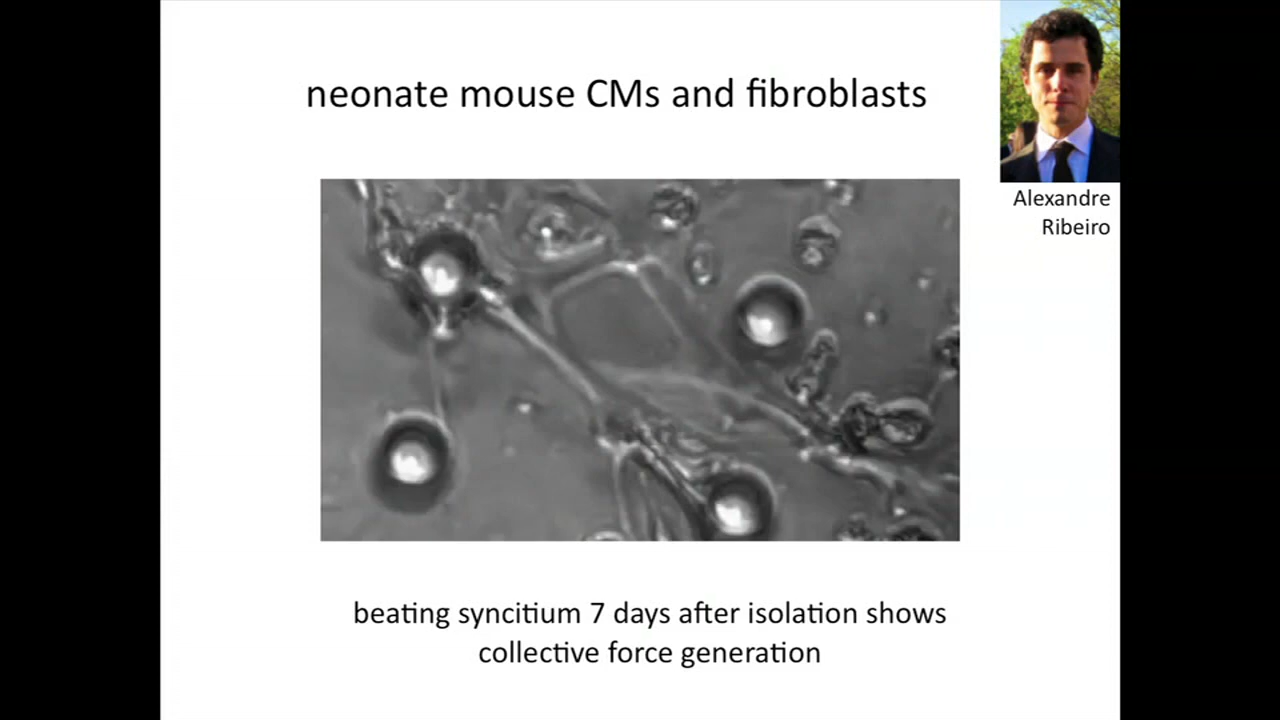 neonate mouse CMs and fibroblasts
Alexandre
Ribeiro
beating syncitium 7 days after isolation shows
collective force generation